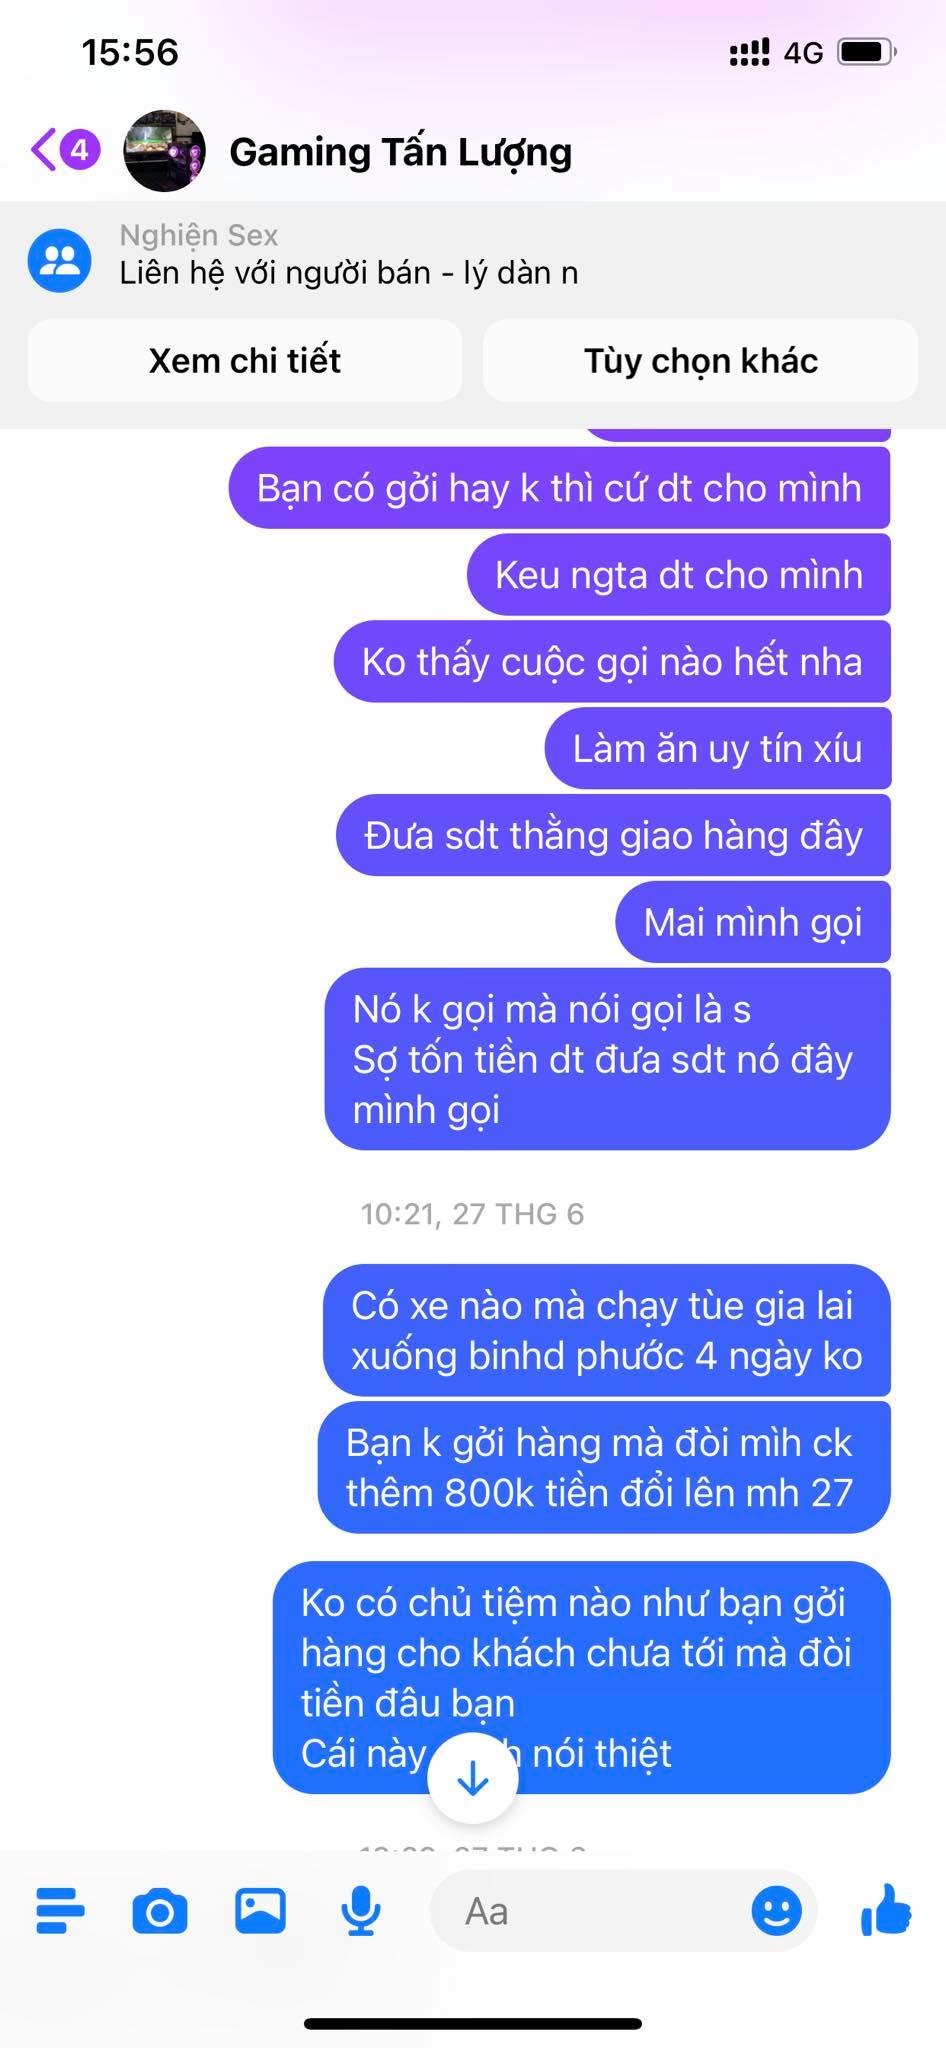 15:56
4G
4
Gaming Tấn Lượng
Nghiện Sex
Liên hệ với người bán - lý dàn n
Xem chi tiết
Tùy chọn khác
Bạn có gởi hay k thì cứ dt cho mình
Keu ngta dt cho mình
Ko thấy cuộc gọi nào hết nha
Làm ăn uy tín xíu
Đưa sdt thằng giao hàng đây
Mai mình gọi
Nó k gọi mà nói gọi là s
Sợ tốn tiền dt đưa sdt nó đây
mình gọi
10:21, 27 THG 6
Có xe nào mà chạy tùe gia lai
xuống binhd phước 4 ngày ko
Bạn k gởi hàng mà đòi mìh ck
thêm 800k tiền đổi lên mh 27
Ko có chủ tiệm nào như bạn gởi
hàng cho khách chưa tới mà đòi
tiền đâu bạn
Cái này nói thiệt
Aa